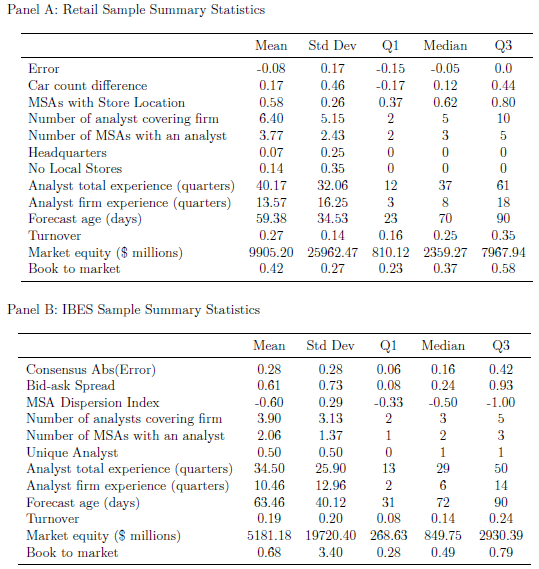 Panel A: Retail Sample Summary Statistics
Mean Std Dev Q1 Median Q3
Error -0.08 0.17 -0.15 -0.05 0.0
Car count difference 0.17 0.46 -0.17 0.12 0.44
MSAs with Store Location 0.58 0.26 0.37 0.62 0.80
Number of analyst covering firm 6.40 5.15 2 5 10
Number of MSAs with an analyst 3.77 2.43 2 3 5
Headquarters 0.07 0.25 0 0 0
No Local Stores 0.14 0.35 0 0 0
Analyst total experience (quarters) 40.17 32.06 12 37 61
Analyst firm experience (quarters) 13.57 16.25 3 8 18
Forecast age (days) 59.38 34.53 23 70 90
Turnover 0.27 0.14 0.16 0.25 0.35
Market equity ($ millions) 9905.20 25962.47 810.12 2359.27 7967.94
Book to market 0.42 0.27 0.23 0.37 0.58
Panel B: IBES Sample Summary Statistics
Mean Std Dev Q1 Median Q3
Consensus Abs(Error) 0.28 0.28 0.06 0.16 0.42
Bid-ask Spread 0.61 0.73 0.08 0.24 0.93
MSA Dispersion Index -0.60 0.29 -0.33 -0.50 -1.00
Number of analysts covering firm 3.90 3.13 2 3 5
Number of MSAs with an analyst 2.06 1.37 1 2 3
Unique Analyst 0.50 0.50 0 1 1
Analyst total experience (quarters) 34.50 25.90 13 29 50
Analyst firm experience (quarters) 10.46 12.96 2 6 14
Forecast age (days) 63.46 40.12 31 72 90
Turnover 0.19 0.20 0.08 0.14 0.24
Market equity ($ millions) 5181.18 19720.40 268.63 849.75 2930.39
Book to market 0.68 3.40 0.28 0.49 0.79